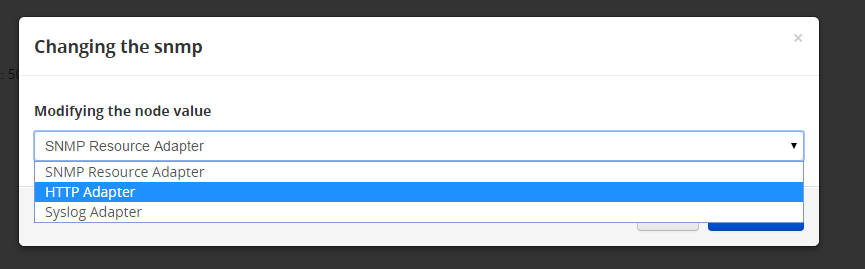 Changing the snmp
×
Modifying the node value
SNMP Resource Adapter
SNMP Resource Adapter
HTTP Adapter
Syslog Adapter